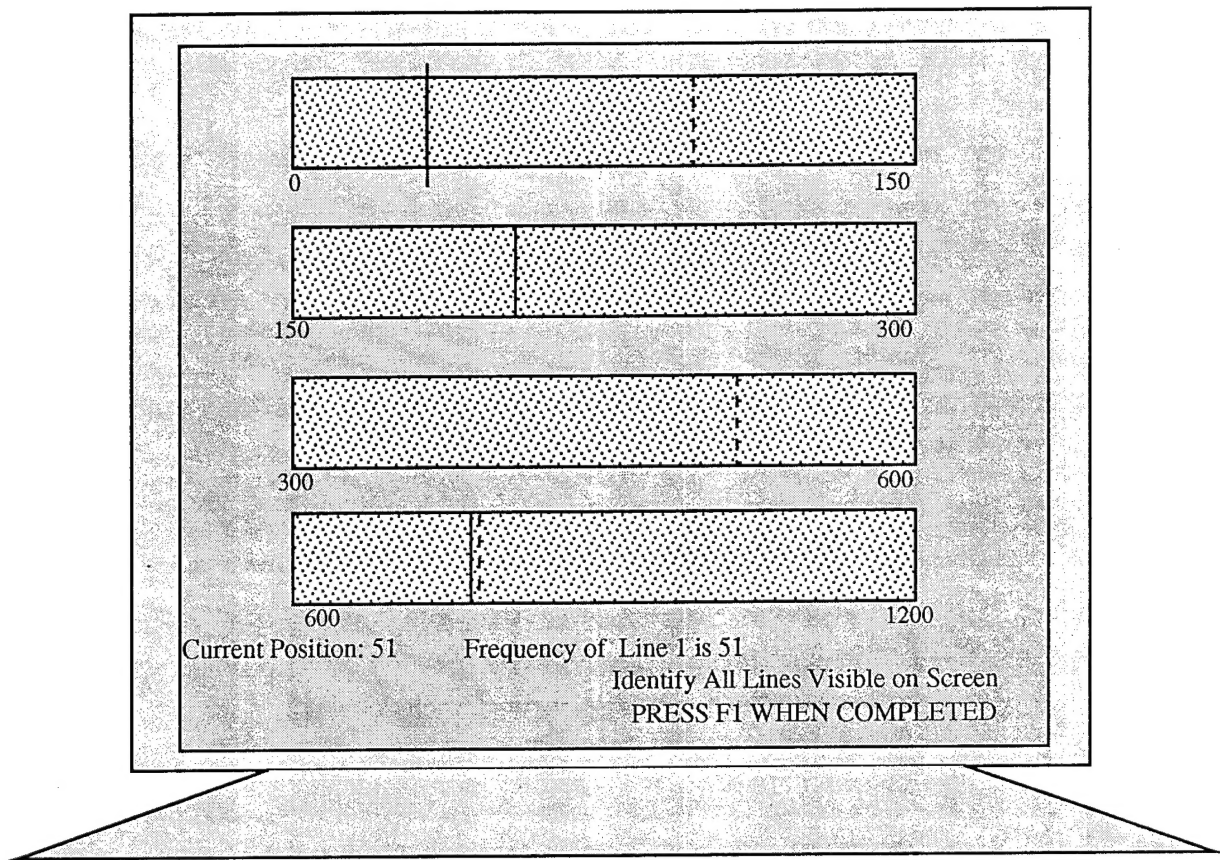 0 150
150 300
300 600
600 1200
Current Position: 51 Frequency of Line 1 is 51
Identify All Lines Visible on Screen
PRESS F1 WHEN COMPLETED